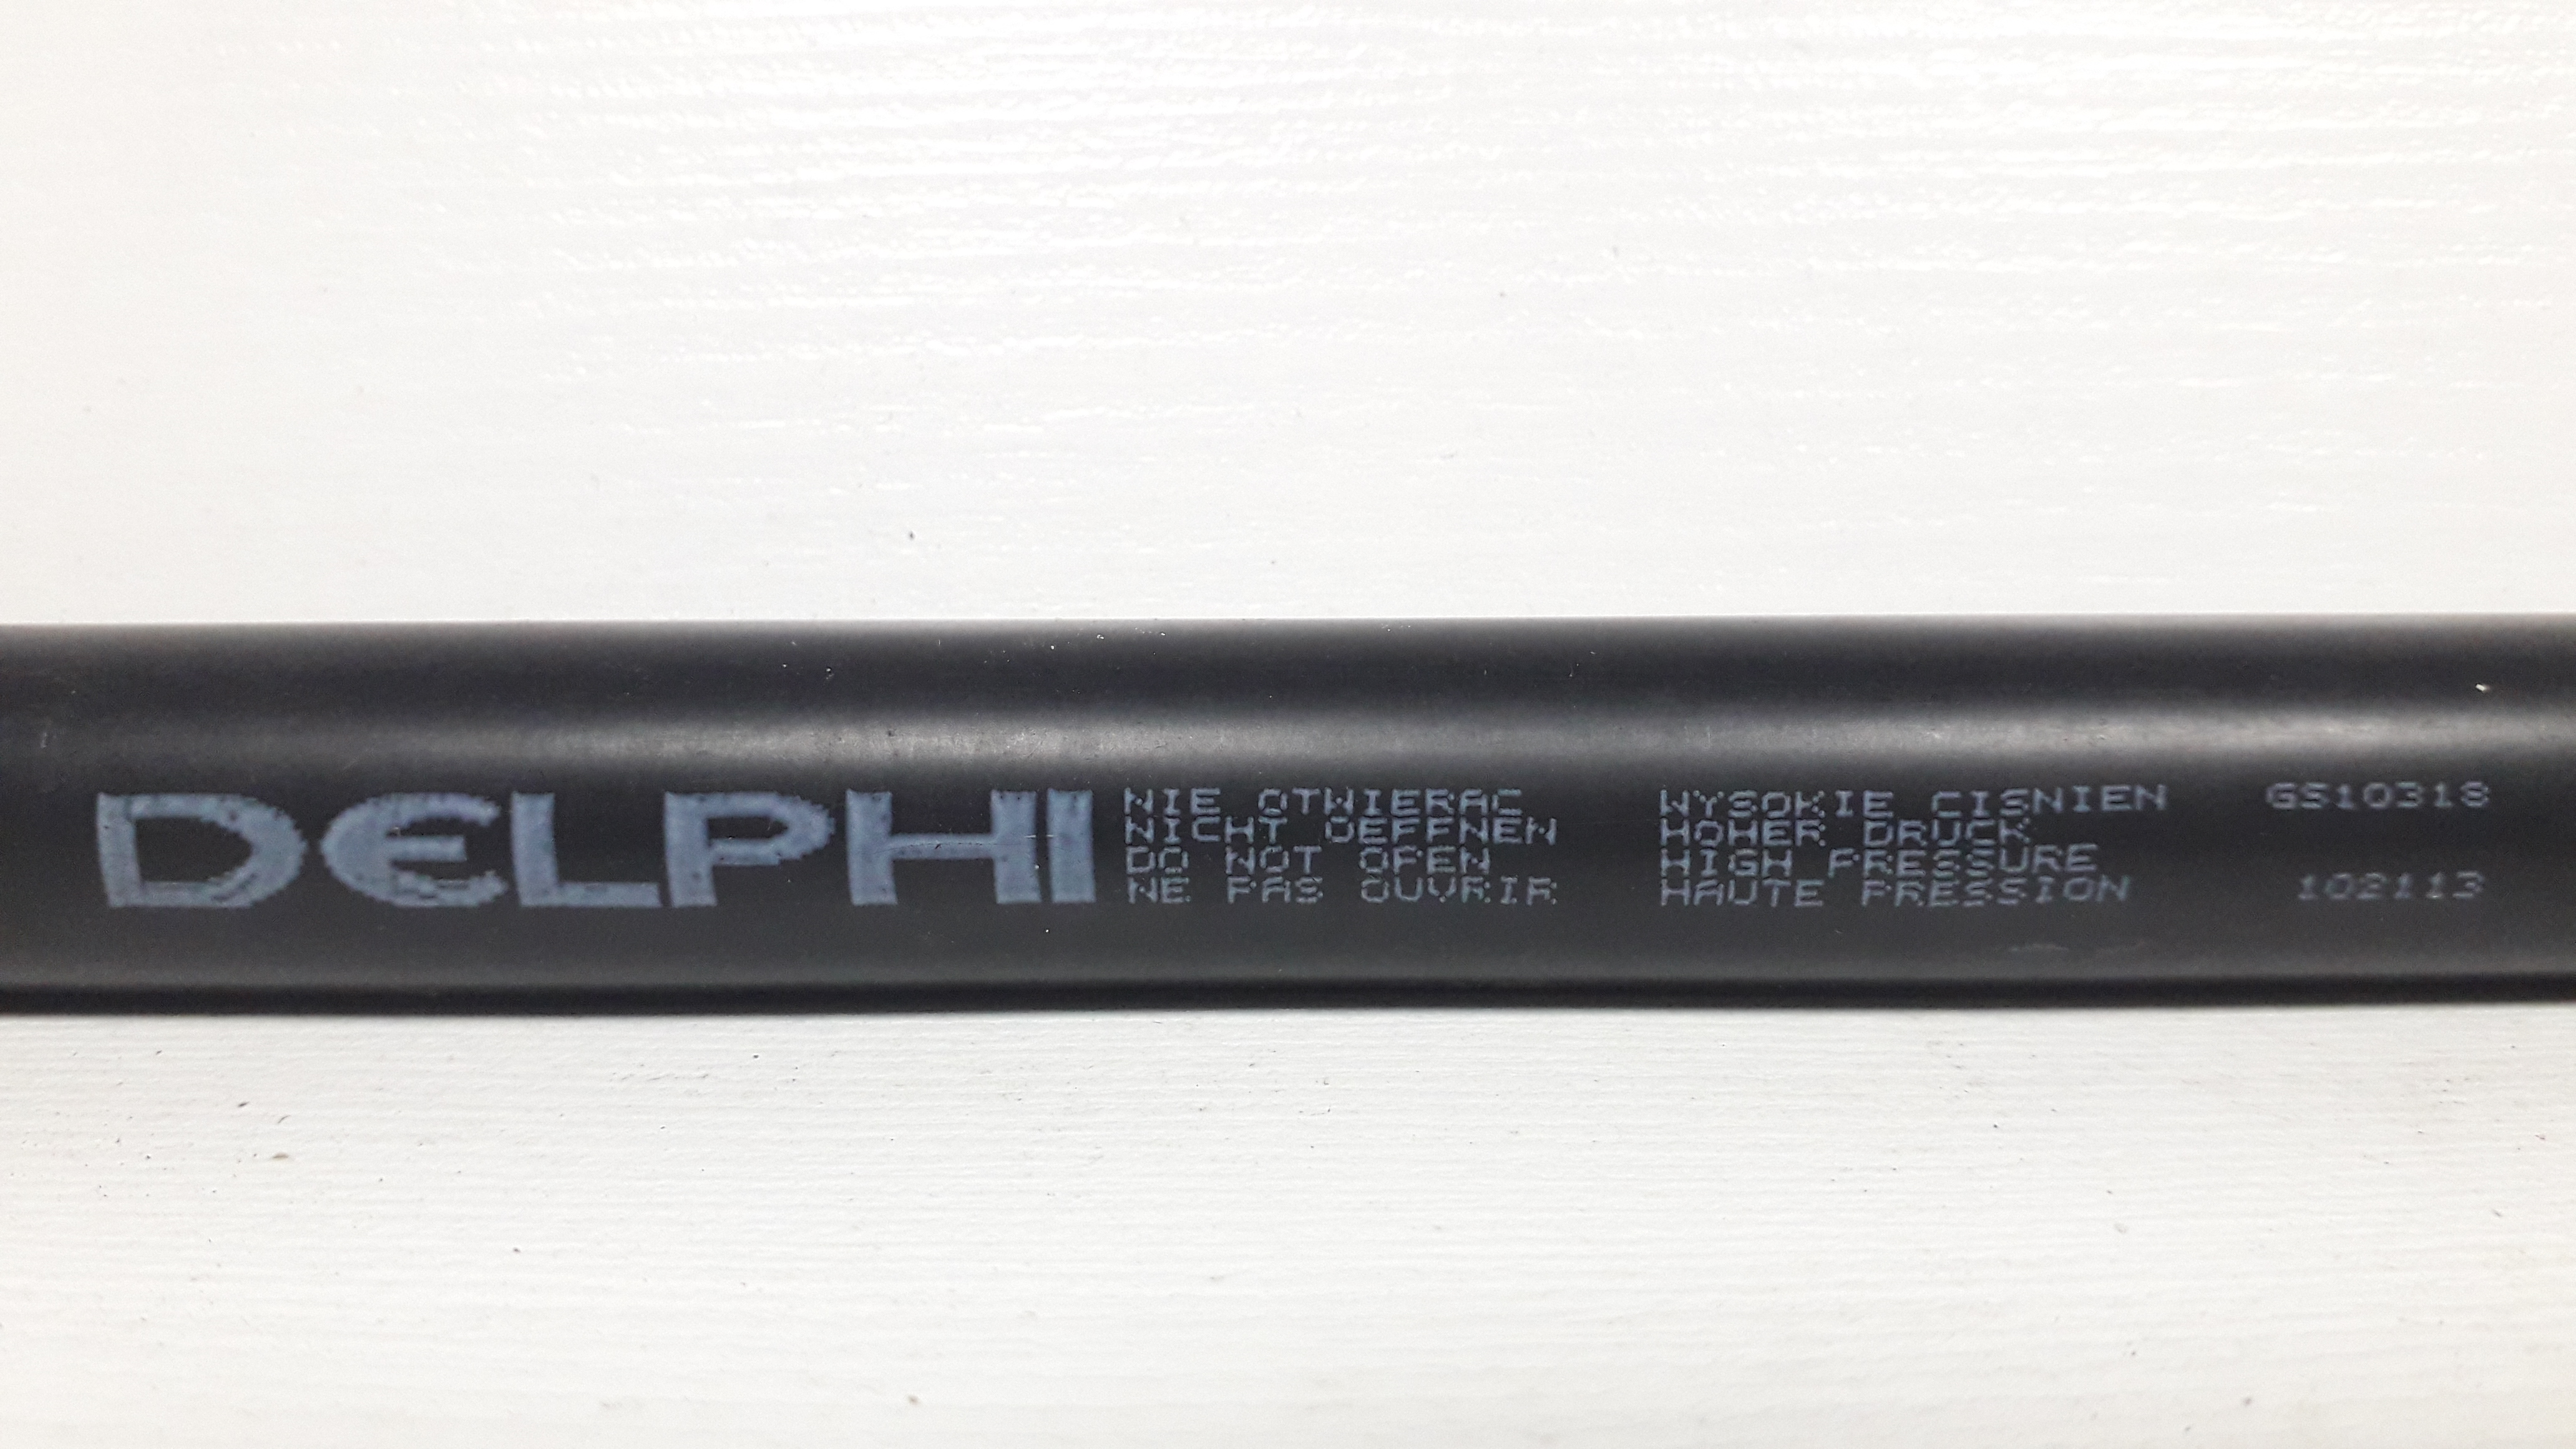 DELPHI
NIE OTWIERAC
NICHT OEFFNEN
DO NOT OPEN
NE PAS OUVRIR
WYSOKIE CISNIEN
HOHER DRUCK
HIGH PRESSURE
HAUTE PRESSION
GS10318
102113